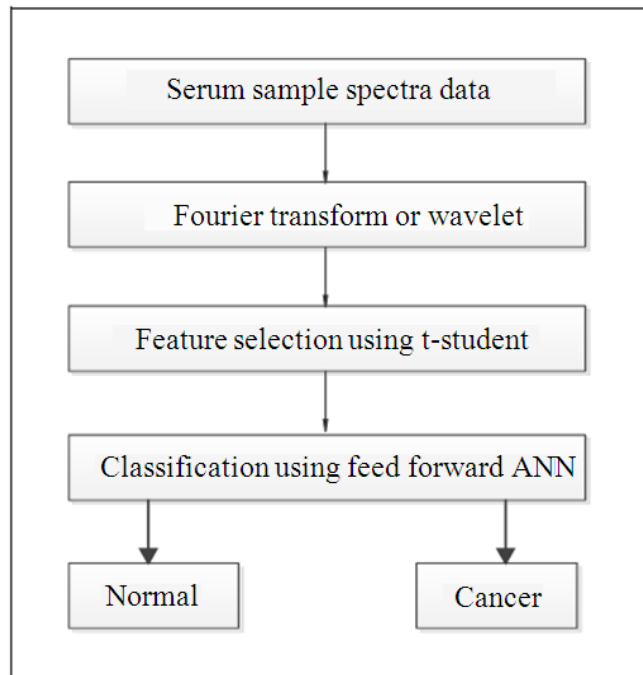 Serum sample spectra data
Fourier transform or wavelet
Feature selection using t-student
Classification using feed forward ANN
Normal
Cancer